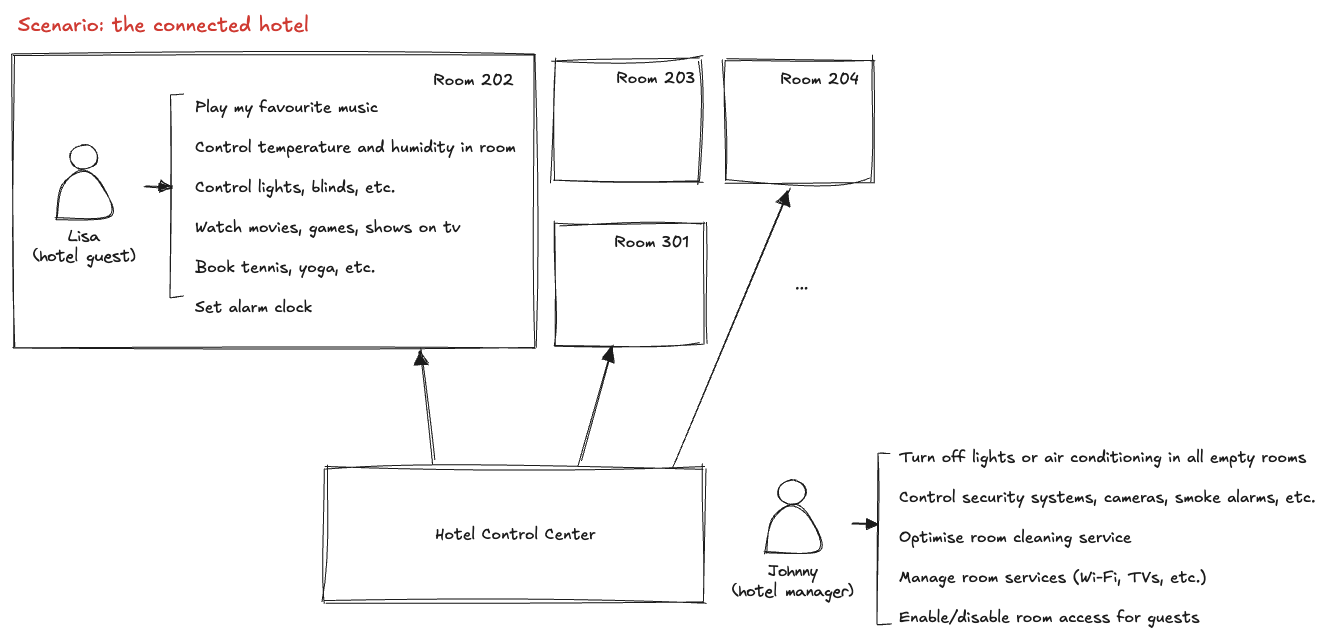 Scenario: the connected hotel
Room 202
Play my favourite music
Control temperature and humidity in room
Control lights, blinds, etc.
Watch movies, games, shows on tv
Book tennis, yoga, etc.
Set alarm clock
Lisa
(hotel guest)
Room 203
Room 204
Room 301
...
Hotel Control Center
Johnny
(hotel manager)
Turn off lights or air conditioning in all empty rooms
Control security systems, cameras, smoke alarms, etc.
Optimise room cleaning service
Manage room services (Wi-Fi, TVs, etc.)
Enable/disable room access for guests